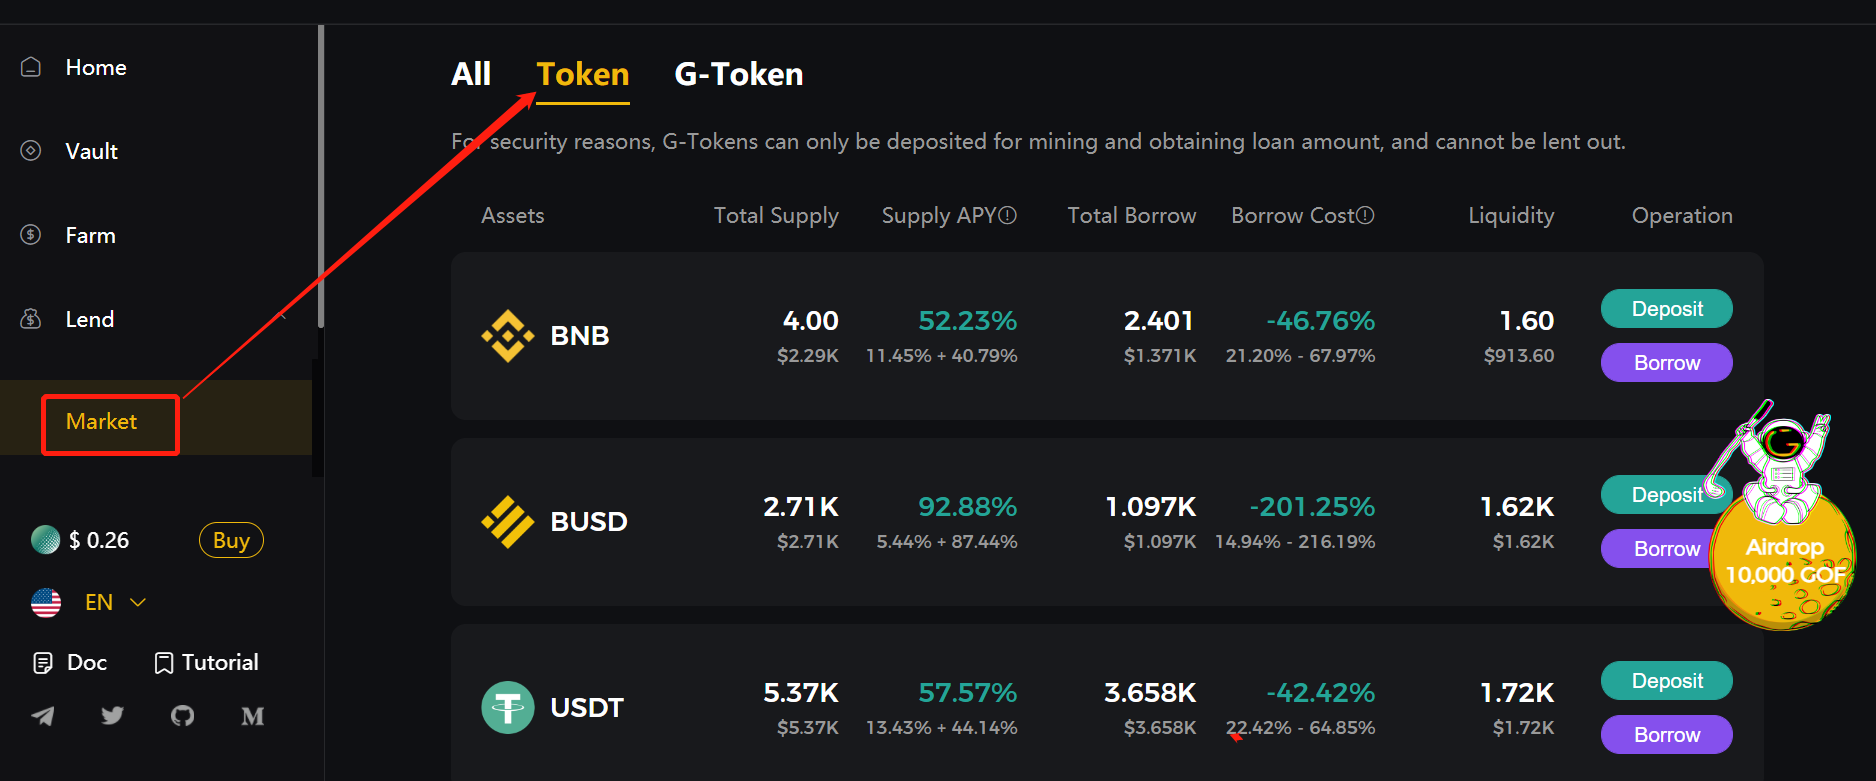 Home
Vault
Farm
Lend
Market
$ 0.26
Buy
EN
Doc
Tutorial
All
Token
G-Token
For security reasons, G-Tokens can only be deposited for mining and obtaining loan amount, and cannot be lent out.
Assets Total Supply Supply APY Total Borrow Borrow Cost Liquidity Operation
BNB 4.00 52.23% 2.401 -46.76% 1.60 Deposit
$2.29K 11.45% + 40.79% $1.371K 21.20% - 67.97% $913.60 Borrow
BUSD 2.71K 92.88% 1.097K -201.25% 1.62K Deposit
$2.71K 5.44% + 87.44% $1.097K 14.94% - 216.19% $1.62K Borrow
USDT 5.37K 57.57% 3.658K -42.42% 1.72K Deposit
$5.37K 13.43% + 44.14% $3.658K 22.42% - 64.85% $1.72K Borrow
G
Airdrop
10,000 GOF